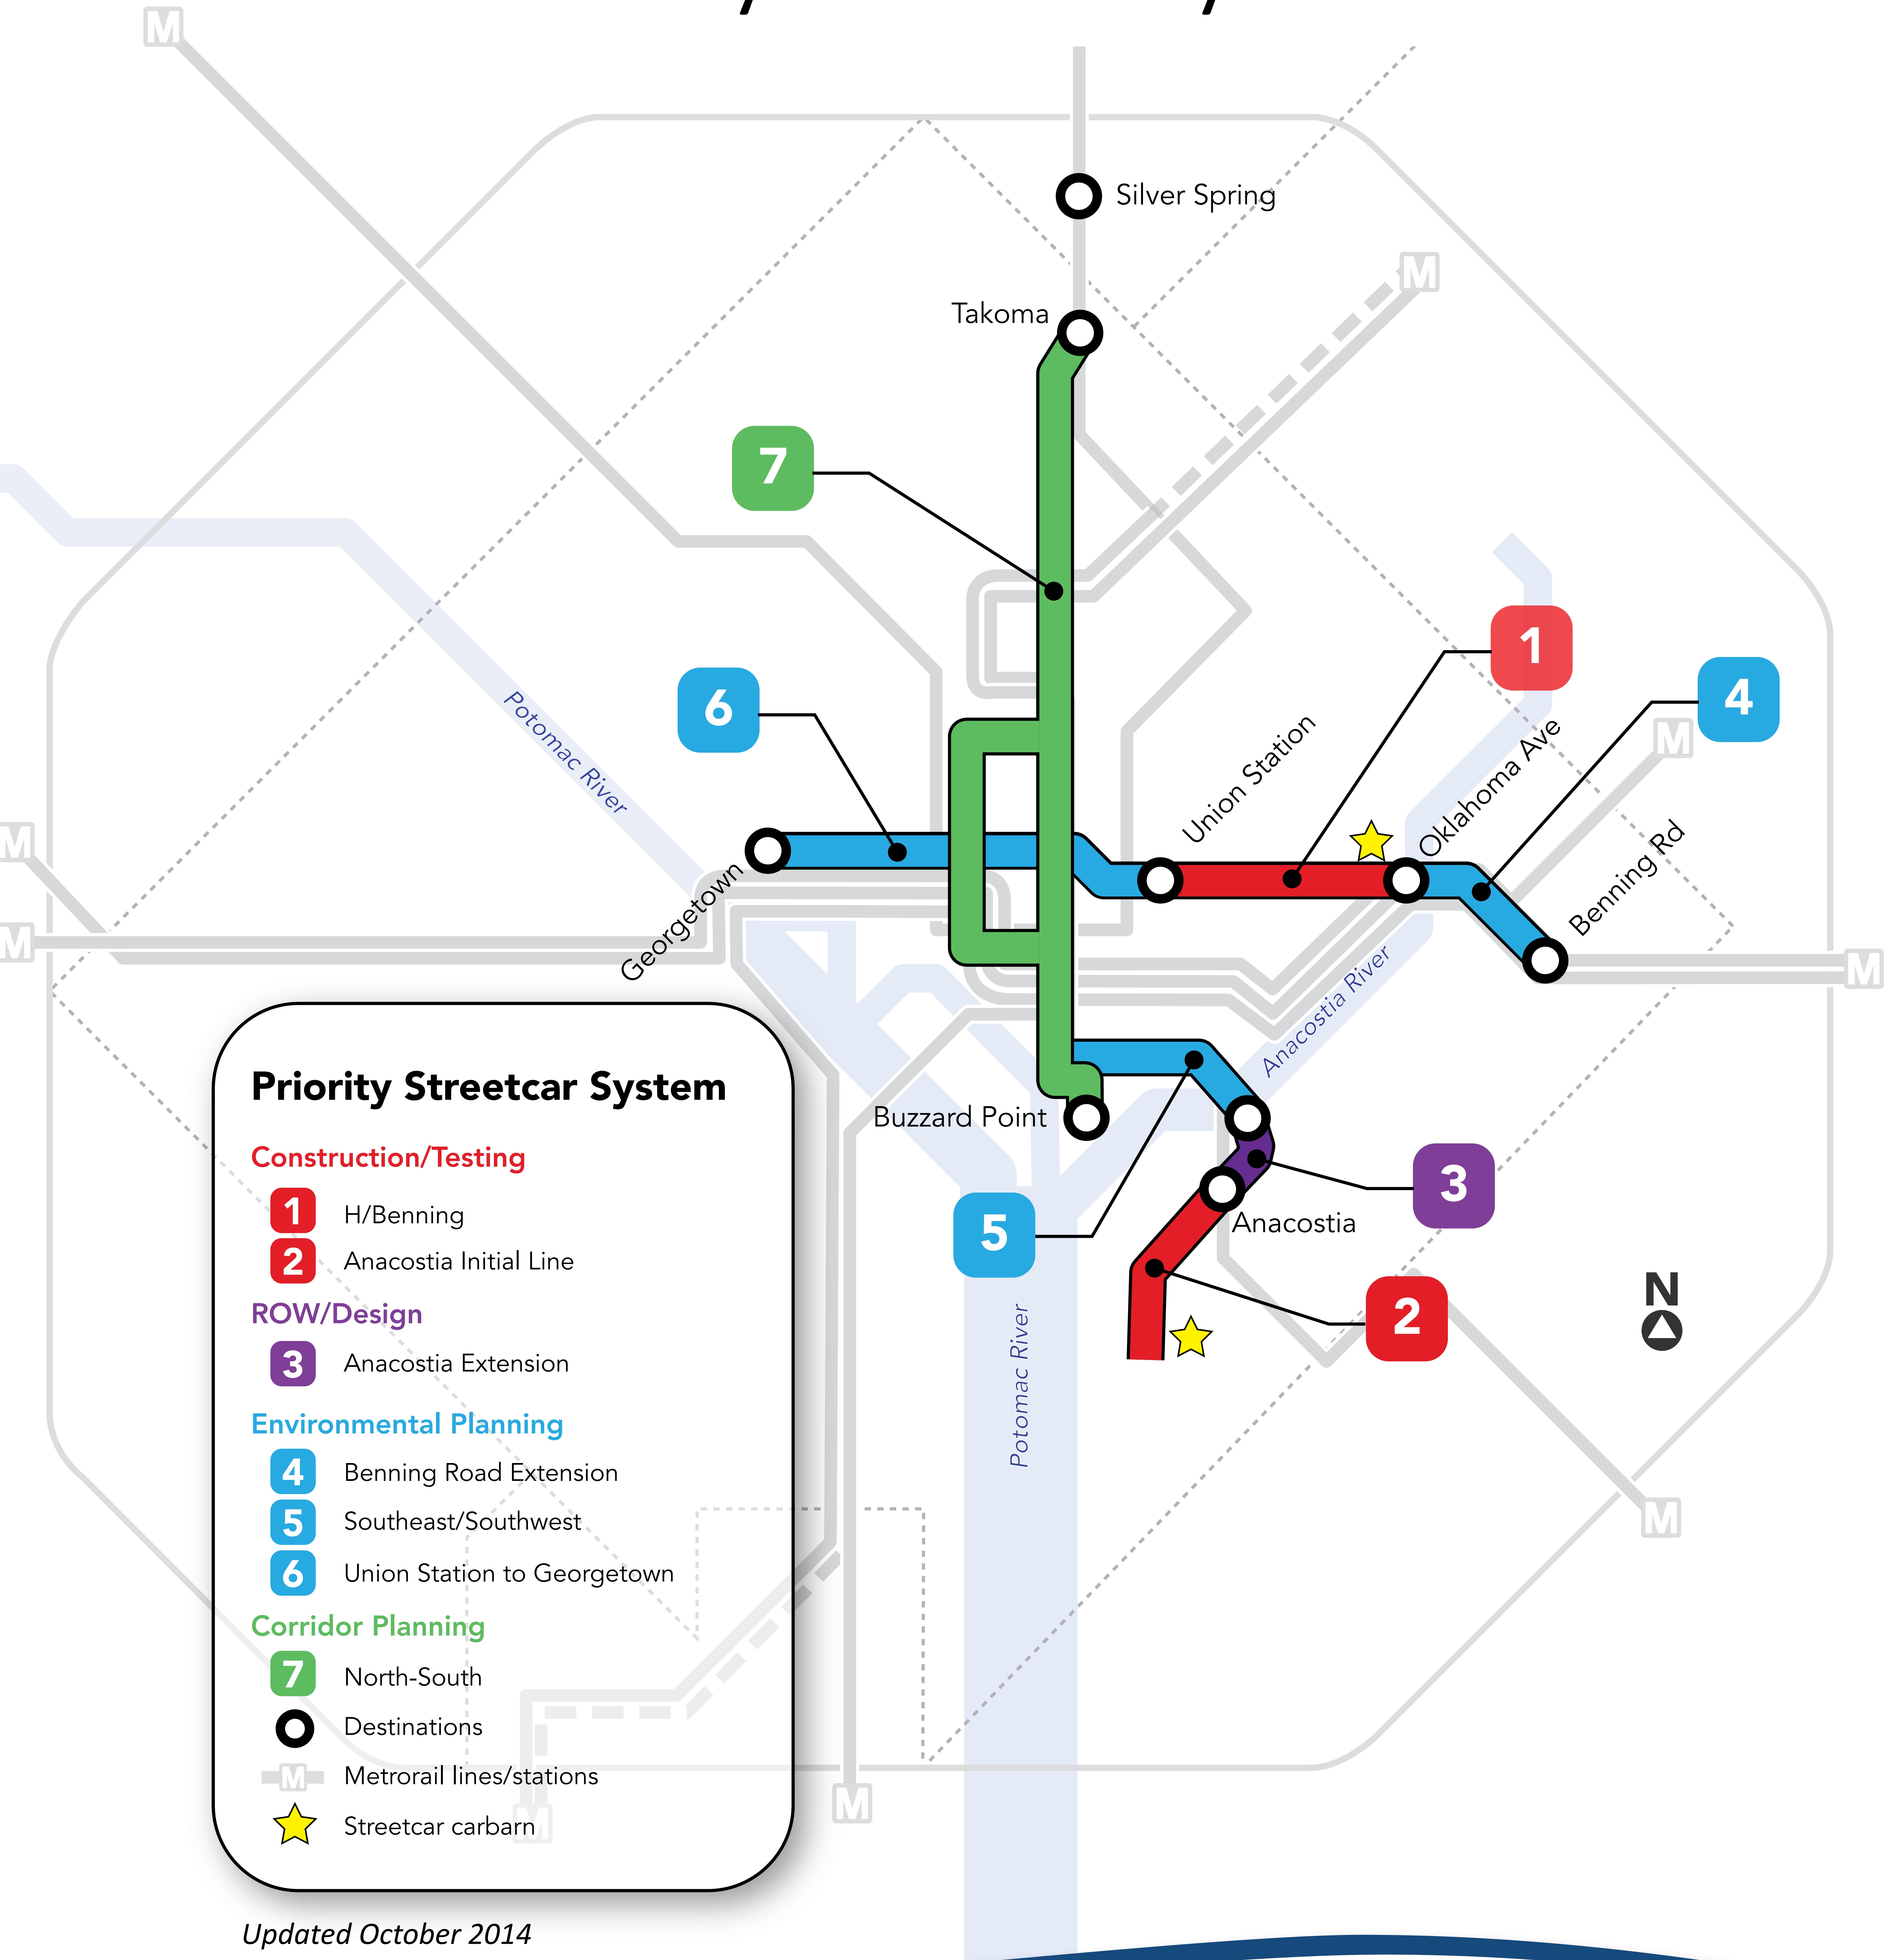 M
Silver Spring
M
Takoma
7
1
4
6
M
Potomac River
Union Station
Oklahoma Ave
M
Benning Rd
Georgetown
M
M
Anacostia River
Priority Streetcar System
Buzzard Point
Construction/Testing
1 H/Benning
2 Anacostia Initial Line
ROW/Design
3 Anacostia Extension
Environmental Planning
4 Benning Road Extension
5 Southeast/Southwest
6 Union Station to Georgetown
Corridor Planning
7 North-South
Destinations
M Metrorail lines/stations
Streetcar carbarn
M
3
5
Anacostia
2
N
Potomac River
M
M
Updated October 2014